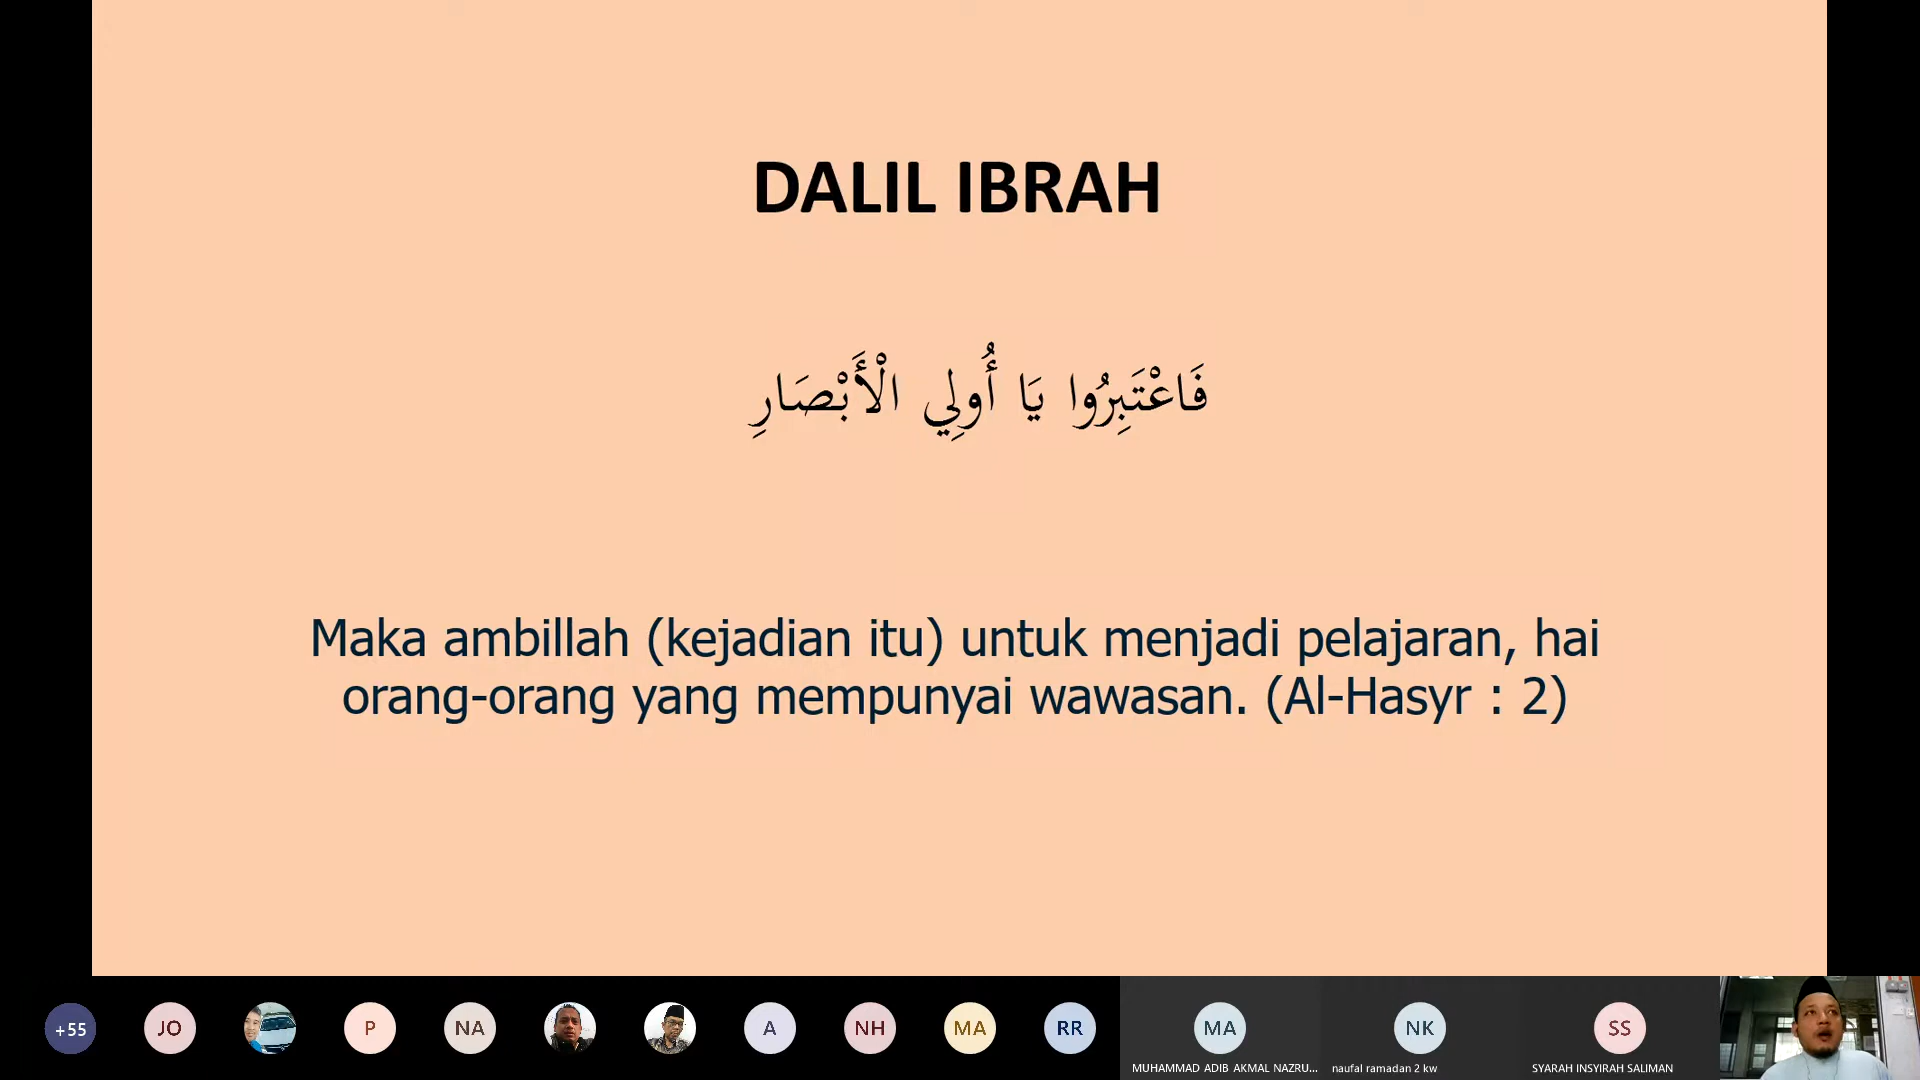 DALIL IBRAH
فَاعْتَبِرُوا يَا أُولِي الْأَبْصَارِ
Maka ambillah (kejadian itu) untuk menjadi pelajaran, hai
orang-orang yang mempunyai wawasan. (Al-Hasyr : 2)
+55
JO
P
NA
A
NH
MA
RR
MA
NK
SS
MUHAMMAD ADIB AKMAL NAZRU...
naufal ramadan 2 kw
SYARAH INSYIRAH SALIMAN